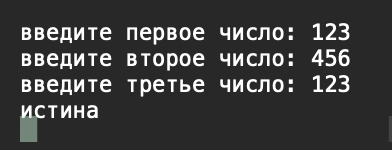 введите первое число: 123
введите второе число: 456
введите третье число: 123
истина